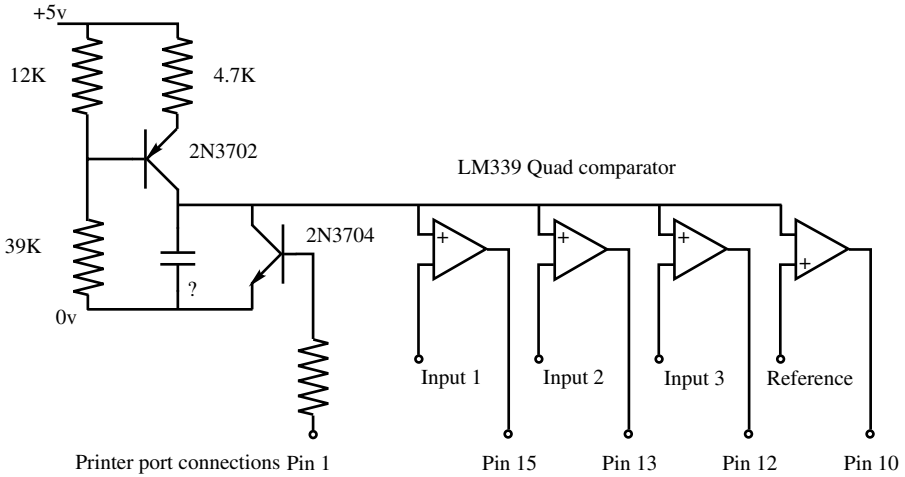 +5v
12K
4.7K
2N3702
LM339 Quad comparator
39K
2N3704
+
+
+
+
?
0v
Input 1
Input 2
Input 3
Reference
Printer port connections
Pin 1
Pin 15
Pin 13
Pin 12
Pin 10